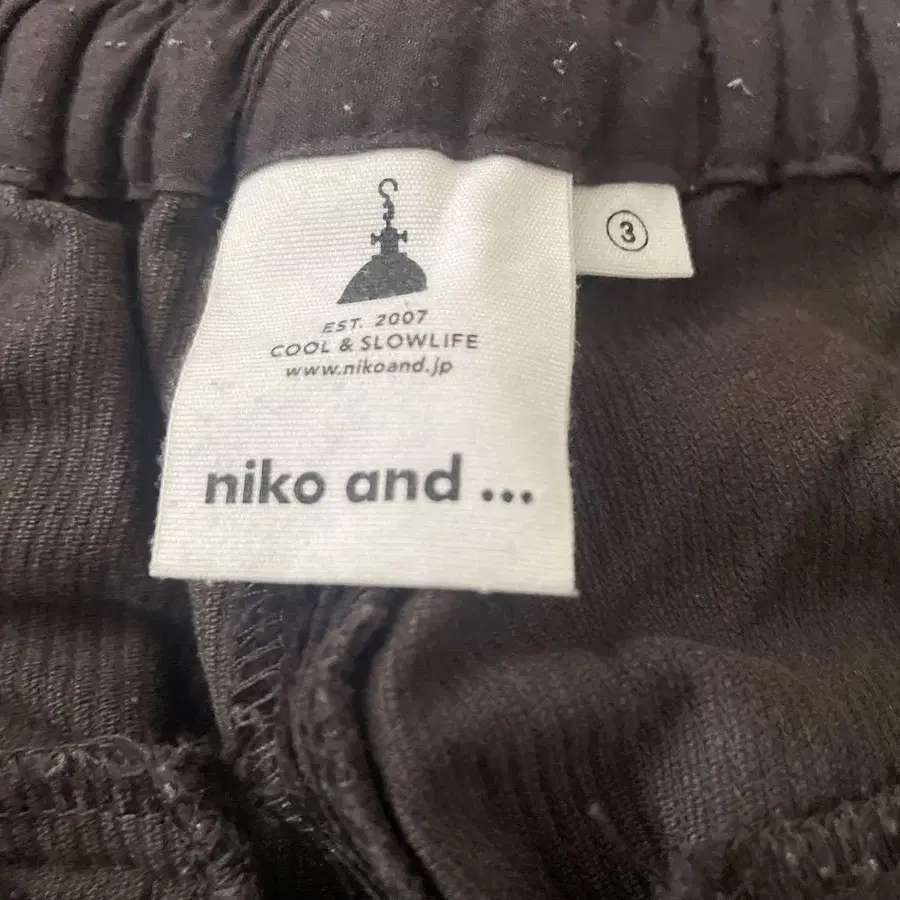 ③
EST. 2007
COOL & SLOWLIFE
www.nikoand.jp
niko and ...